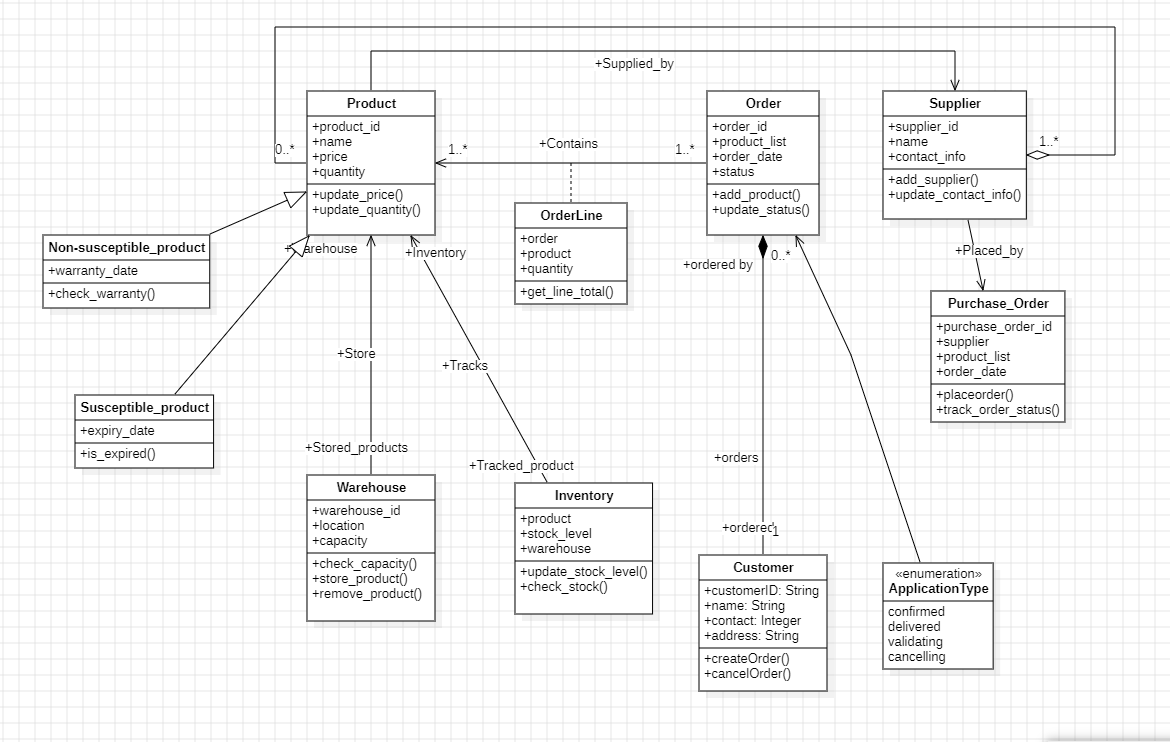 +Supplied_by
Product
+product_id
+name
+price
+quantity
+update_price()
+update_quantity()
0..*
1..*
+Contains
1..*
Order
+order_id
+product_list
+order_date
+status
+add_product()
+update_status()
Supplier
+supplier_id
+name
+contact_info
+add_supplier()
+update_contact_info()
1..*
OrderLine
+order
+product
+quantity
+get_line_total()
Non-susceptible_product
+warranty_date
+check_warranty()
+Warehouse
+Inventory
+ordered by
0..*
+Placed_by
Purchase_Order
+purchase_order_id
+supplier
+product_list
+order_date
+placeorder()
+track_order_status()
+Store
+Tracks
Susceptible_product
+expiry_date
+is_expired()
+Stored_products
+Tracked_product
+orders
Warehouse
+warehouse_id
+location
+capacity
+check_capacity()
+store_product()
+remove_product()
Inventory
+product
+stock_level
+warehouse
+update_stock_level()
+check_stock()
+ordered
1
Customer
+customerID: String
+name: String
+contact: Integer
+address: String
+createOrder()
+cancelOrder()
«enumeration»
ApplicationType
confirmed
delivered
validating
cancelling